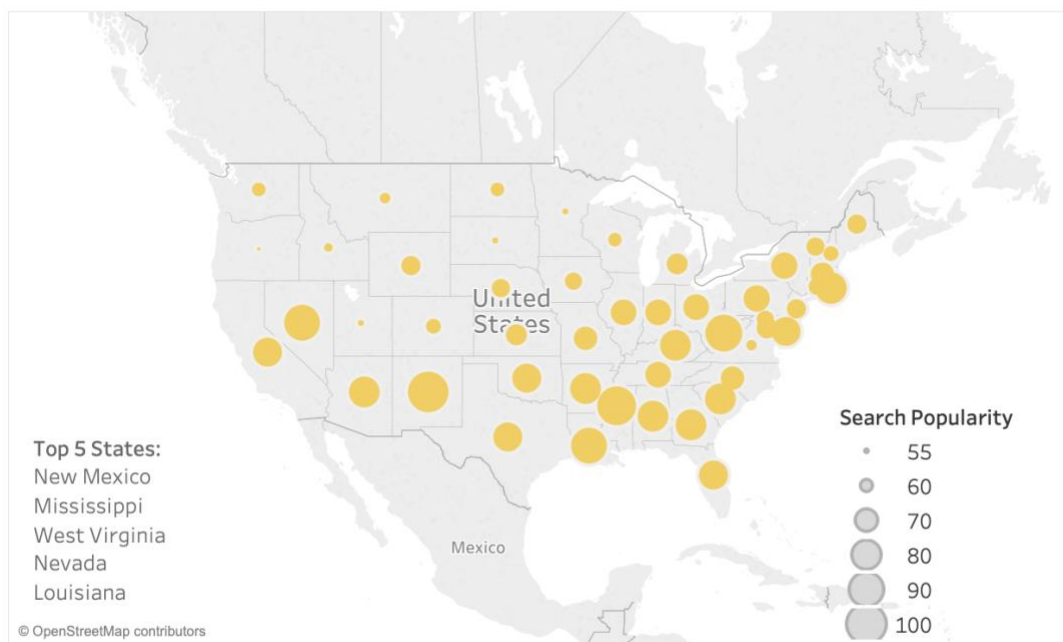 United
States
Mexico
Top 5 States:
New Mexico
Mississippi
West Virginia
Nevada
Louisiana
Search Popularity
55
60
70
80
90
100
© OpenStreetMap contributors